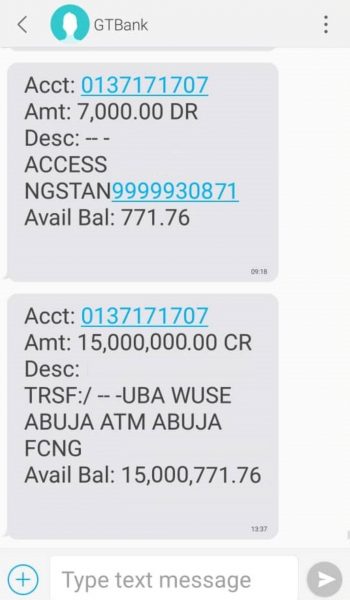 GTBank
Acct: 0137171707
Amt: 7,000.00 DR
Desc: -- -
ACCESS
NGSTAN9999930871
Avail Bal: 771.76
09:18
Acct: 0137171707
Amt: 15,000,000.00 CR
Desc:
TRSF:/ -- -UBA WUSE
ABUJA ATM ABUJA
FCNG
Avail Bal: 15,000,771.76
13:37
Type text message